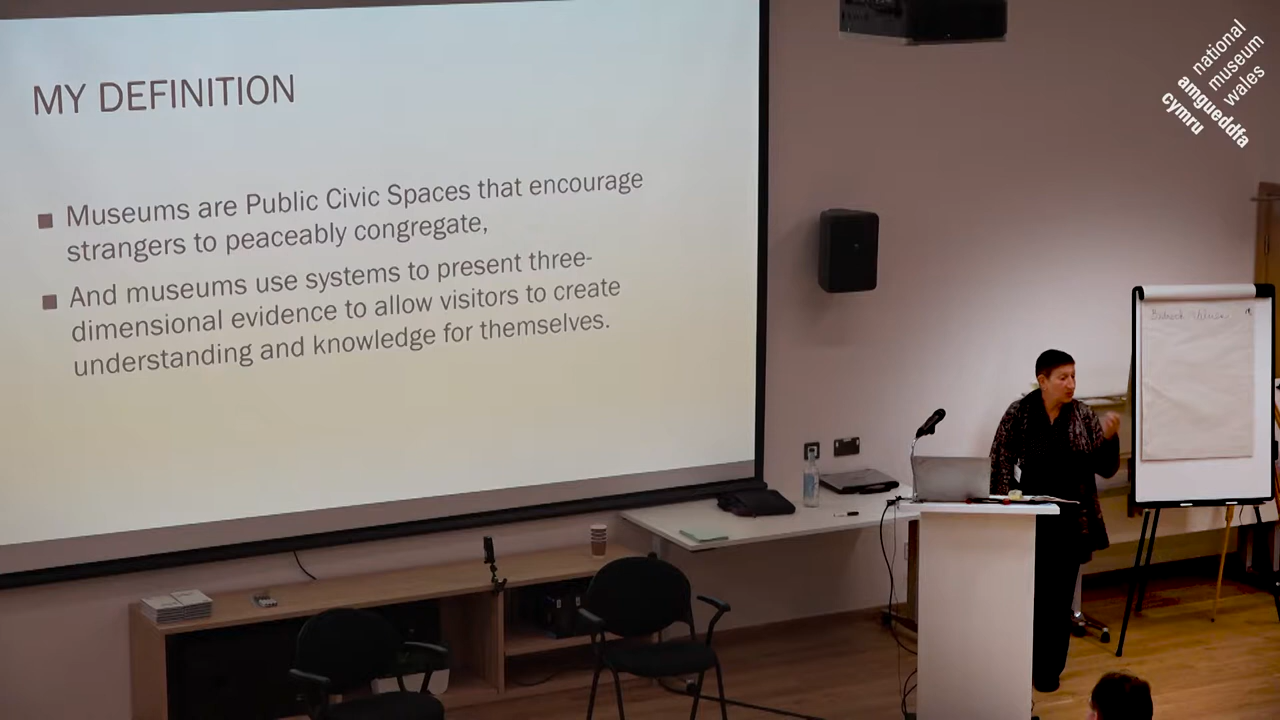 MY DEFINITION
Museums are Public Civic Spaces that encourage
strangers to peaceably congregate,
And museums use systems to present three-
dimensional evidence to allow visitors to create
understanding and knowledge for themselves.
national
museum
wales
amgueddfa
cymru